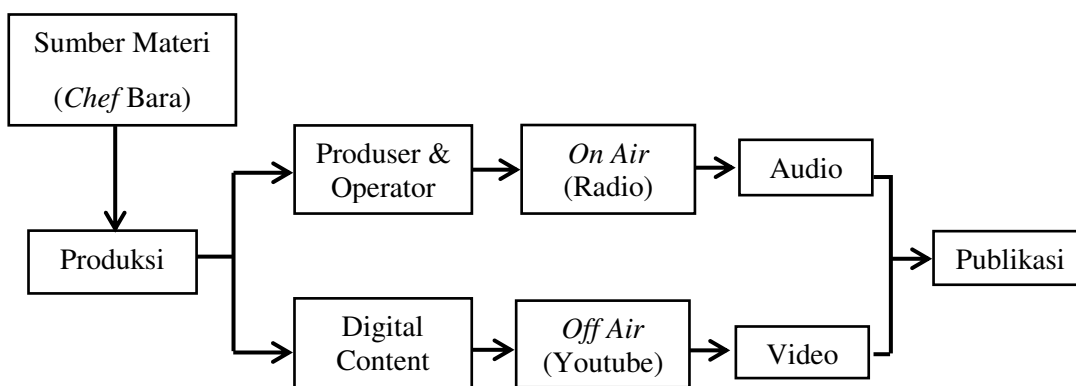 Sumber Materi
(Chef Bara)
Produksi
Produser &
Operator
On Air
(Radio)
Audio
Digital
Content
Off Air
(Youtube)
Video
Publikasi